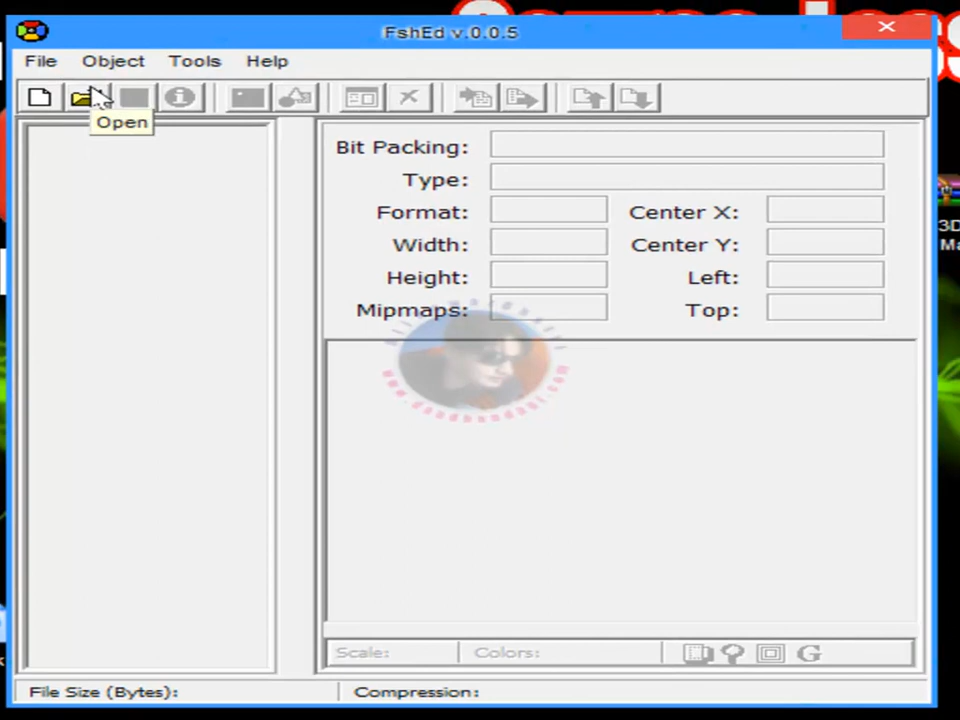 FshEd v.0.0.5
File Object Tools Help
Open
Bit Packing:
Type:
Format: Center X:
Width: Center Y:
Height: Left:
Mipmaps: Top:
Scale: Colors: G
File Size (Bytes): Compression:
3D
Ma